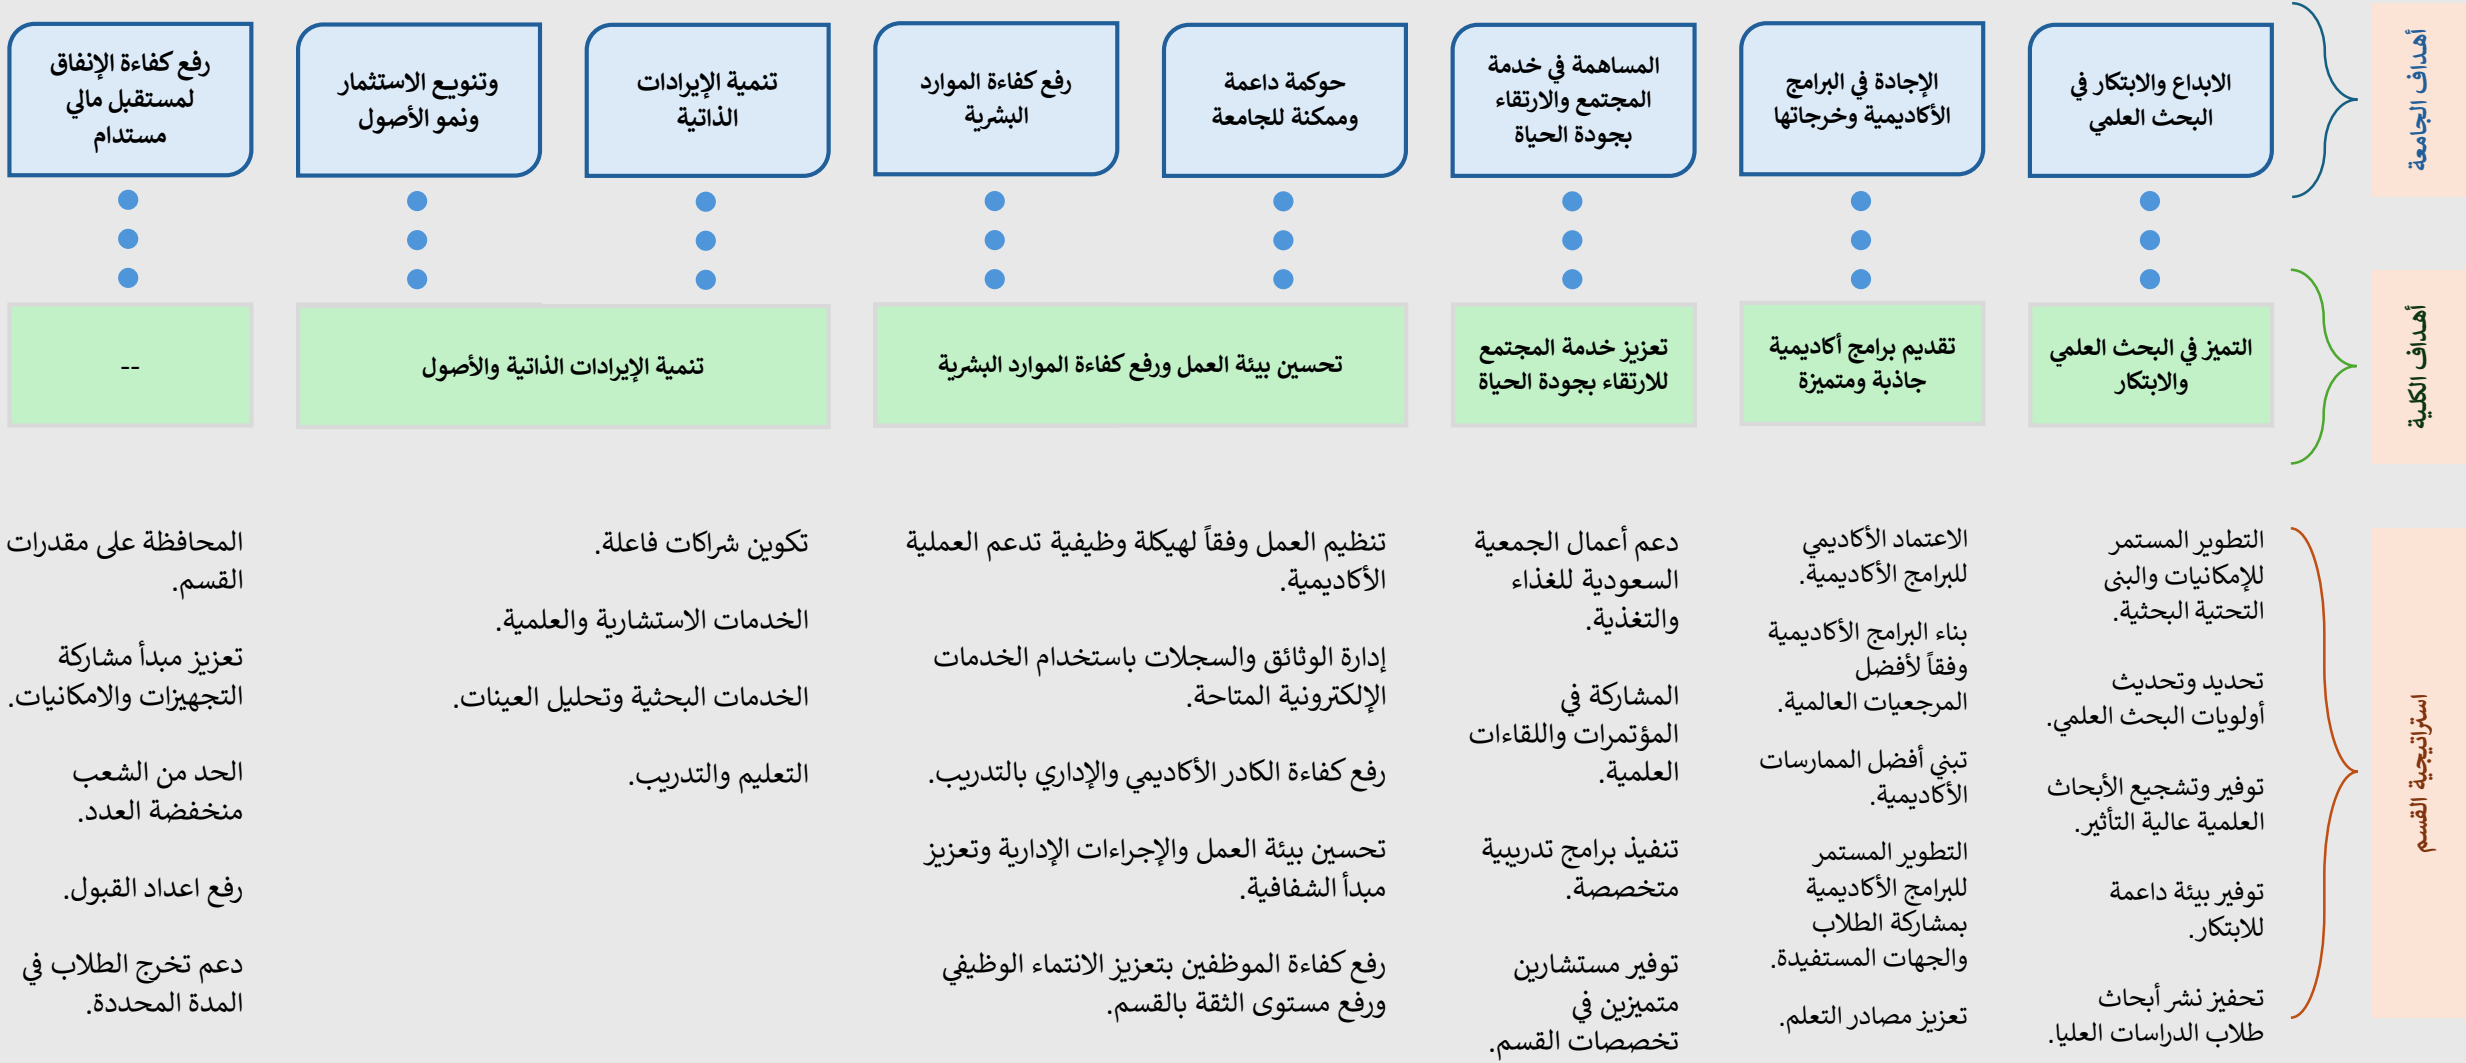 أهداف الجامعة
الابداع والابتكار في
البحث العلمي
الإجادة في البرامج
الأكاديمية وخرجاتها
المساهمة في خدمة
المجتمع والارتقاء
بجودة الحياة
حوكمة داعمة
وممكنة للجامعة
رفع كفاءة الموارد
البشرية
تنمية الإيرادات
الذاتية
وتنويع الاستثمار
ونمو الأصول
رفع كفاءة الإنفاق
لمستقبل مالي
مستدام
أهداف الكلية
التميز في البحث العلمي
والابتكار
تقديم برامج أكاديمية
جاذبة ومتميزة
تعزيز خدمة المجتمع
للارتقاء بجودة الحياة
تحسين بيئة العمل ورفع كفاءة الموارد البشرية
تنمية الإيرادات الذاتية والأصول
--
استراتيجية القسم
التطوير المستمر
للإمكانيات والبنى
التحتية البحثية.
تحديد وتحديث
أولويات البحث العلمي.
توفير وتشجيع الأبحاث
العلمية عالية التأثير.
توفير بيئة داعمة
للابتكار.
تحفيز نشر أبحاث
طلاب الدراسات العليا.
الاعتماد الأكاديمي
للبرامج الأكاديمية.
بناء البرامج الأكاديمية
وفقاً لأفضل
المرجعيات العالمية.
تبني أفضل الممارسات
الأكاديمية.
التطوير المستمر
للبرامج الأكاديمية
بمشاركة الطلاب
والجهات المستفيدة.
تعزيز مصادر التعلم.
دعم أعمال الجمعية
السعودية للغذاء
والتغذية.
المشاركة في
المؤتمرات واللقاءات
العلمية.
تنفيذ برامج تدريبية
متخصصة.
توفير مستشارين
متميزين في
تخصصات القسم.
تنظيم العمل وفقاً لهيكلة وظيفية تدعم العملية
الأكاديمية.
إدارة الوثائق والسجلات باستخدام الخدمات
الإلكترونية المتاحة.
رفع كفاءة الكادر الأكاديمي والإداري بالتدريب.
تحسين بيئة العمل والإجراءات الإدارية وتعزيز
مبدأ الشفافية.
رفع كفاءة الموظفين بتعزيز الانتماء الوظيفي
ورفع مستوى الثقة بالقسم.
تكوين شراكات فاعلة.
الخدمات الاستشارية والعلمية.
الخدمات البحثية وتحليل العينات.
التعليم والتدريب.
المحافظة على مقدرات
القسم.
تعزيز مبدأ مشاركة
التجهيزات والامكانيات.
الحد من الشعب
منخفضة العدد.
رفع اعداد القبول.
دعم تخرج الطلاب في
المدة المحددة.